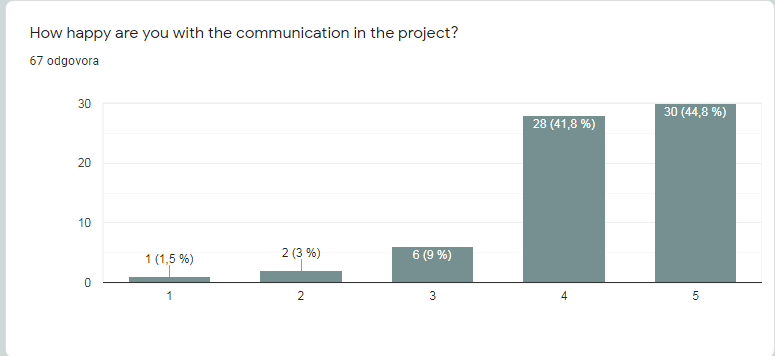 How happy are you with the communication in the project?
67 odgovora
30
20
10
0
1 (1,5 %)
2 (3 %)
6 (9 %)
28 (41,8 %)
30 (44,8 %)
1
2
3
4
5